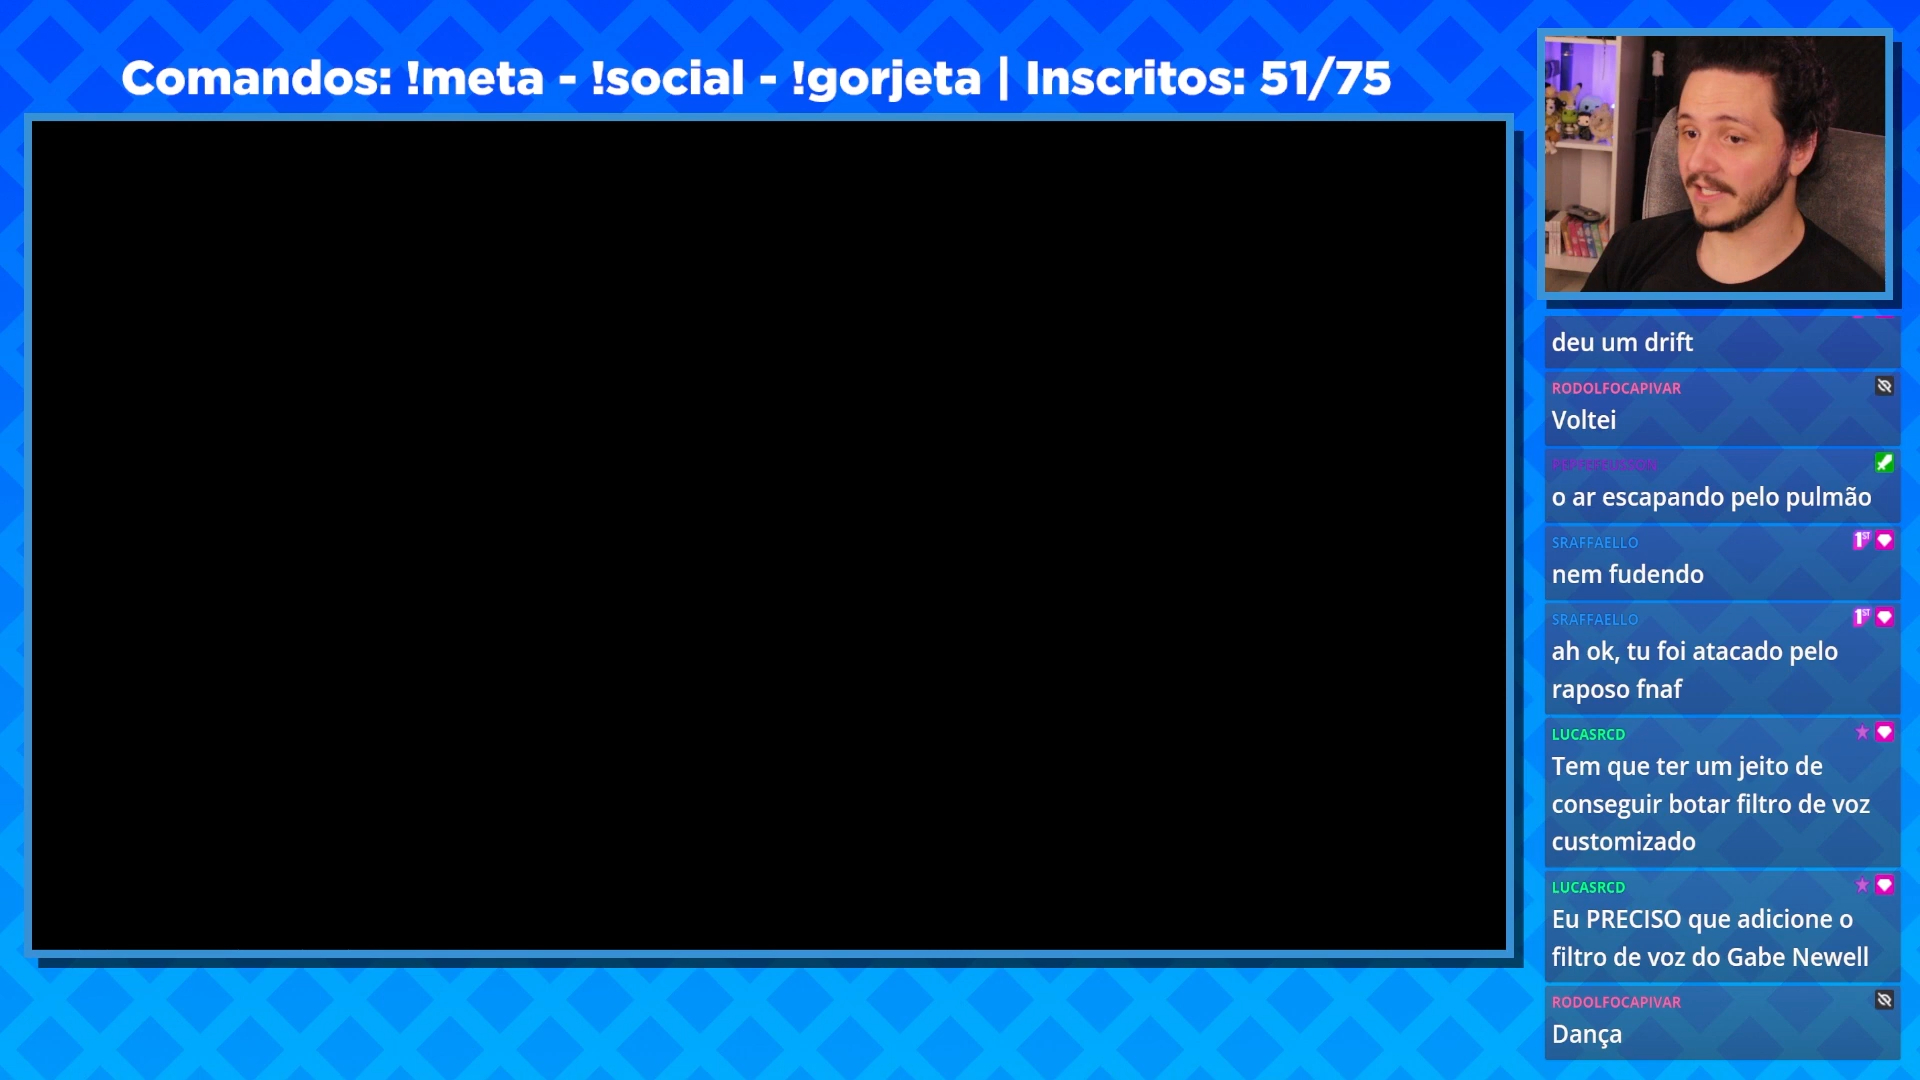 Comandos: !meta - !social - !gorjeta | Inscritos: 51/75
deu um drift
RODOLFOCAPIVAR
Voltei
o ar escapando pelo pulmão
SRAFFAELLO
1ST
nem fudendo
SRAFFAELLO
1ST
ah ok, tu foi atacado pelo
raposo fnaf
LUCASRCD
Tem que ter um jeito de
conseguir botar filtro de voz
customizado
LUCASRCD
Eu PRECISO que adicione o
filtro de voz do Gabe Newell
RODOLFOCAPIVAR
Dança